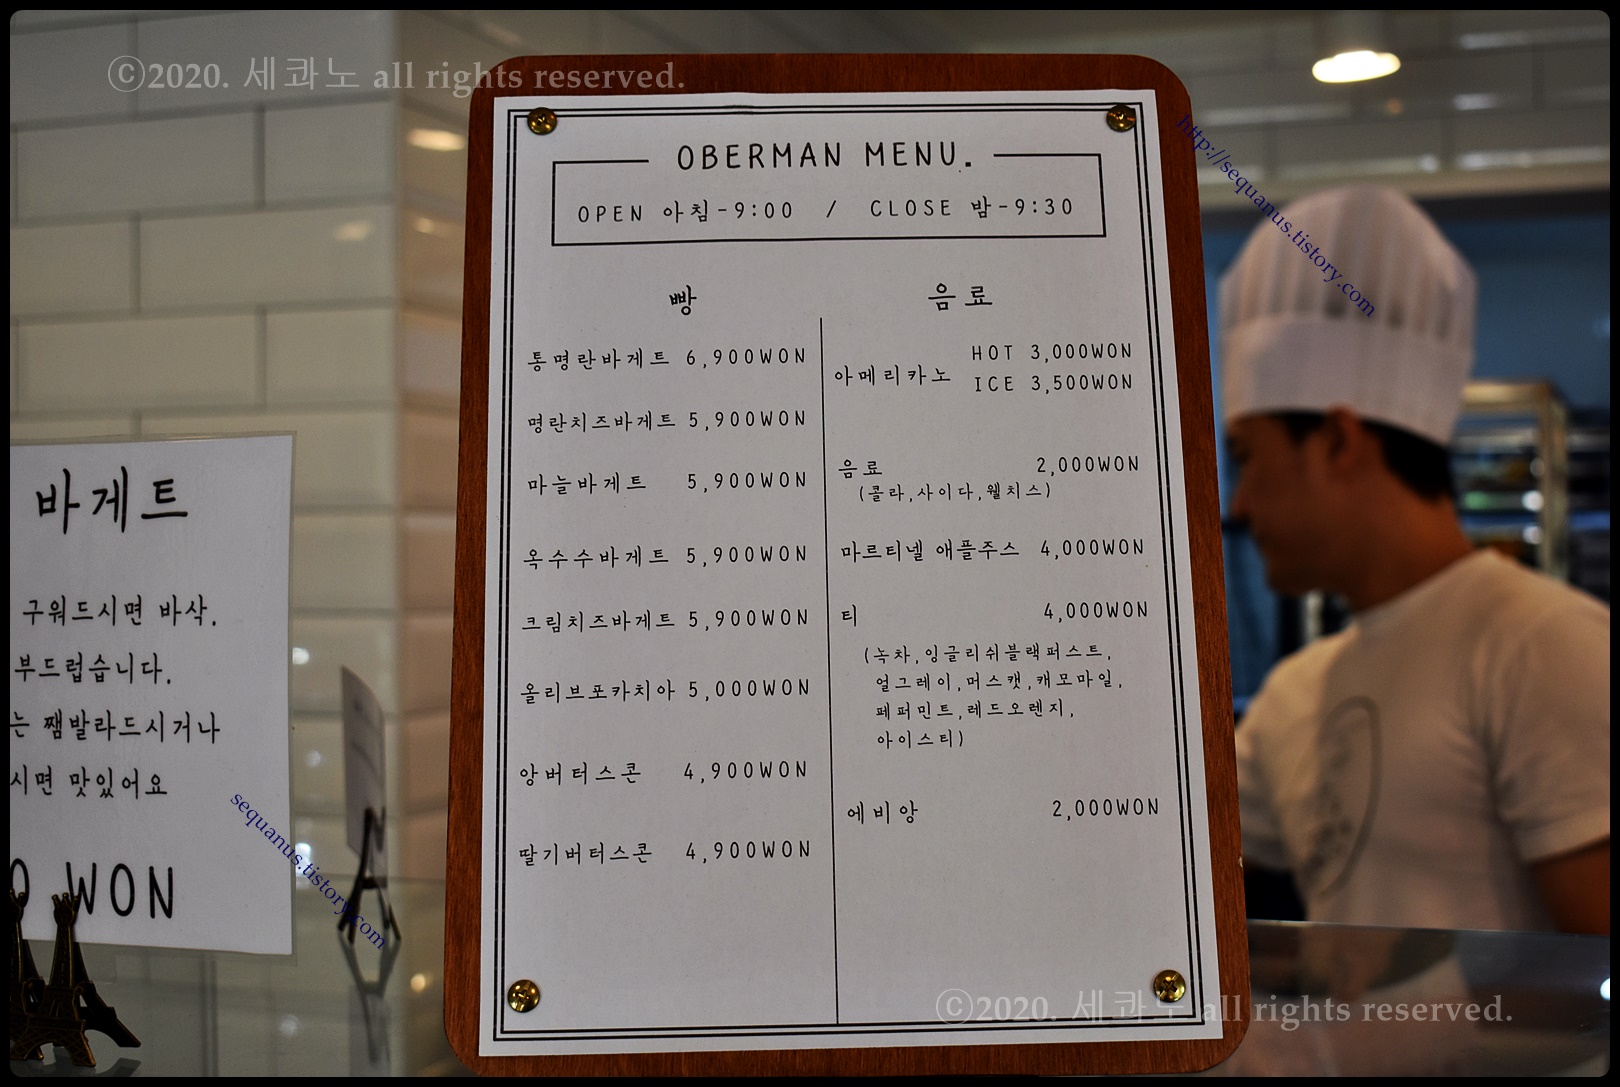 ⓒ2020. 세콰노 all rights reserved.
OBERMAN MENU.
OPEN 아침-9:00 / CLOSE 밤-9:30
빵
통명란바게트 6,900WON
명란치즈바게트 5,900WON
마늘바게트 5,900WON
옥수수바게트 5,900WON
크림치즈바게트 5,900WON
올리브포카치아 5,000WON
앙버터스콘 4,900WON
딸기버터스콘 4,900WON
음료
아메리카노 HOT 3,000WON
ICE 3,500WON
음료 2,000WON
(콜라,사이다,웰치스)
마르티넬 애플주스 4,000WON
티 4,000WON
(녹차,잉글리쉬블랙퍼스트,
얼그레이,머스캣,캐모마일,
페퍼민트,레드오렌지,
아이스티)
에비앙 2,000WON
바게트
구워드시면 바삭.
부드럽습니다.
는 쨈발라드시거나
시면 맛있어요
0 WON
http://sequanus.tistory.com
sequanus.tistory.com
ⓒ2020. 세콰노 all rights reserved.